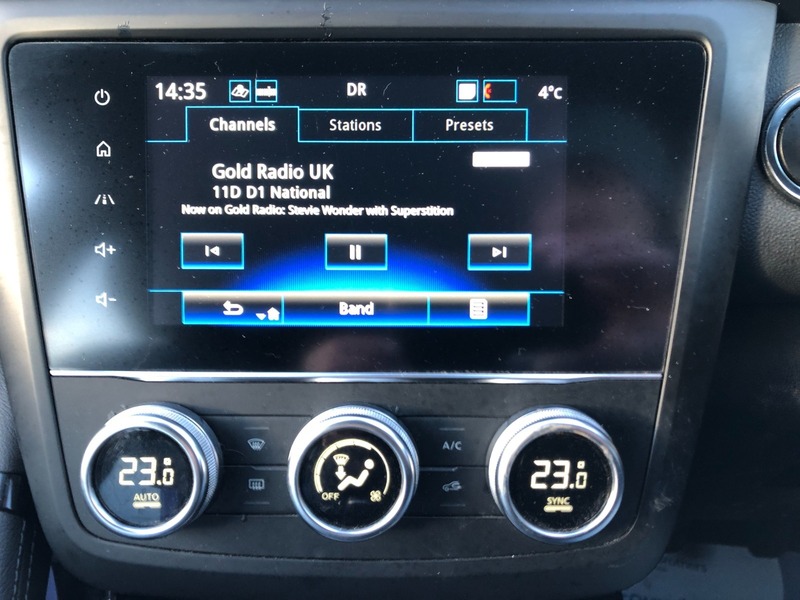 14:35 DR 4°C
Channels Stations Presets
Gold Radio UK
11D D1 National
Now on Gold Radio: Stevie Wonder with Superstition
Band
23.0 A/C 23.0
AUTO OFF SYNC